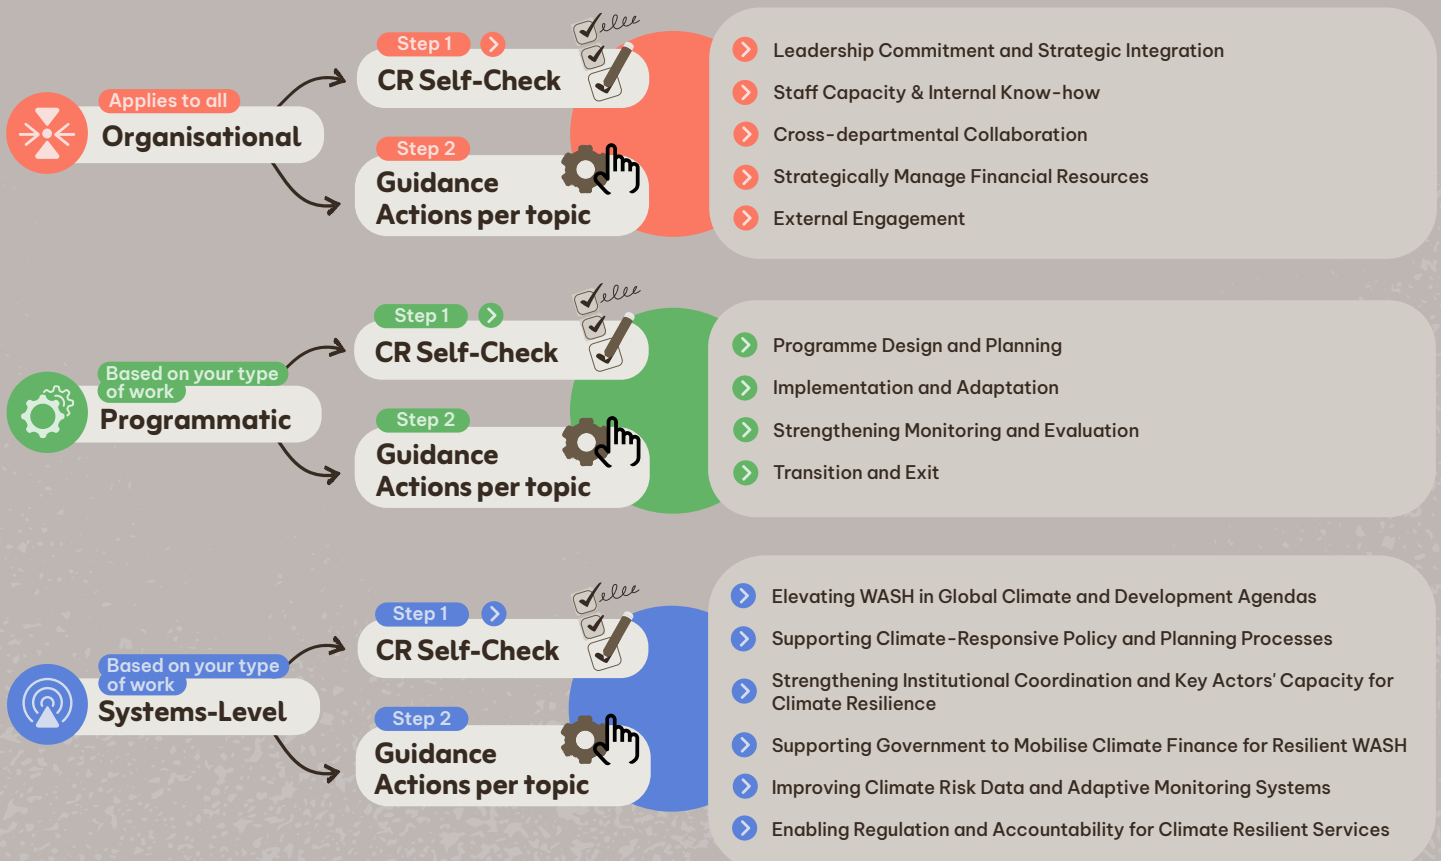 Applies to all
Organisational
Step 1
CR Self-Check
Step 2
Guidance
Actions per topic
Leadership Commitment and Strategic Integration
Staff Capacity & Internal Know-how
Cross-departmental Collaboration
Strategically Manage Financial Resources
External Engagement
Based on your type
of work
Programmatic
Step 1
CR Self-Check
Step 2
Guidance
Actions per topic
Programme Design and Planning
Implementation and Adaptation
Strengthening Monitoring and Evaluation
Transition and Exit
Based on your type
of work
Systems-Level
Step 1
CR Self-Check
Step 2
Guidance
Actions per topic
Elevating WASH in Global Climate and Development Agendas
Supporting Climate-Responsive Policy and Planning Processes
Strengthening Institutional Coordination and Key Actors' Capacity for
Climate Resilience
Supporting Government to Mobilise Climate Finance for Resilient WASH
Improving Climate Risk Data and Adaptive Monitoring Systems
Enabling Regulation and Accountability for Climate Resilient Services